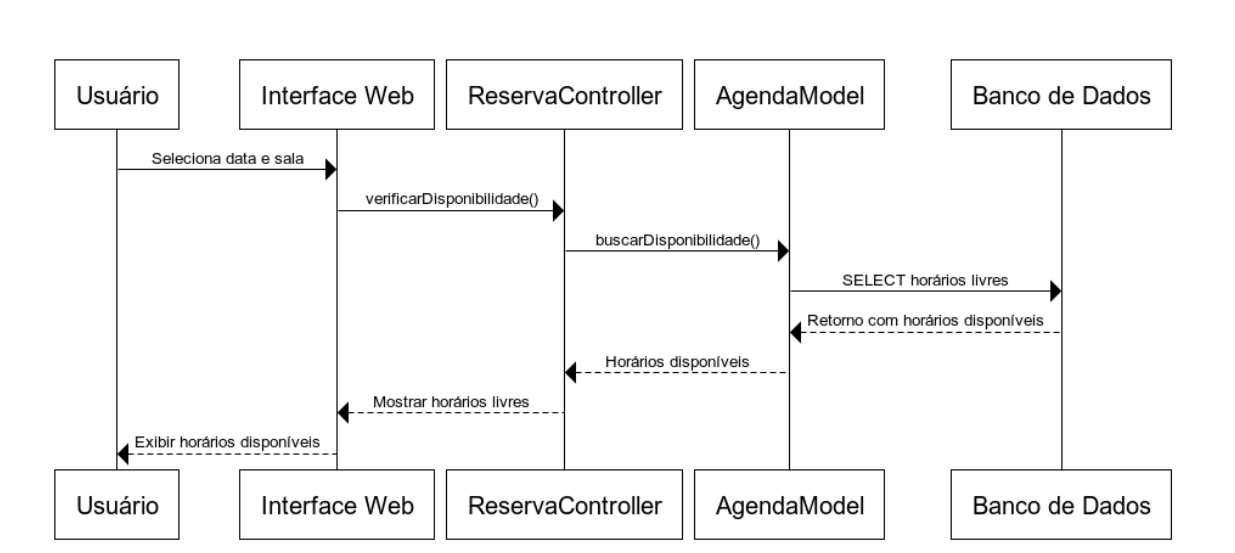 Usuário
Interface Web
ReservaController
AgendaModel
Banco de Dados
Seleciona data e sala
verificarDisponibilidade()
buscarDisponibilidade()
SELECT horários livres
Retorno com horários disponíveis
Horários disponíveis
Mostrar horários livres
Exibir horários disponíveis
Usuário
Interface Web
ReservaController
AgendaModel
Banco de Dados